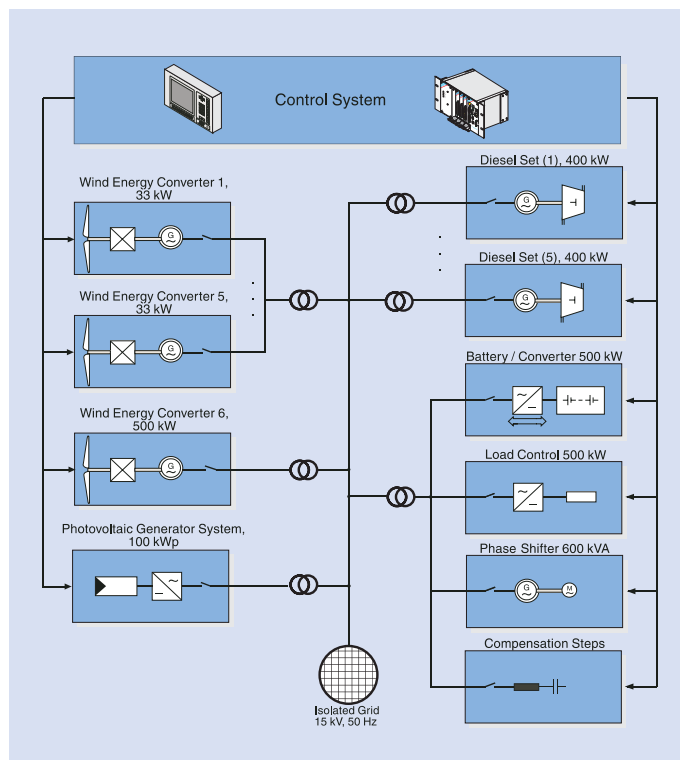 Control System
Wind Energy Converter 1,
33 kW
G
Wind Energy Converter 5,
33 kW
G
Wind Energy Converter 6,
500 kW
G
Photovoltaic Generator System,
100 kWp
Isolated Grid
15 kV, 50 Hz
Diesel Set (1), 400 kW
G
Diesel Set (5), 400 kW
G
Battery / Converter 500 kW
Load Control 500 kW
Phase Shifter 600 kVA
G
M
Compensation Steps